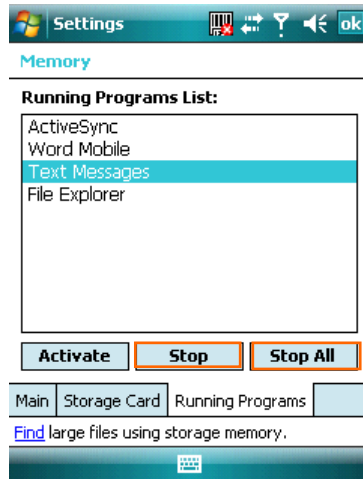 Settings
ok
Memory
Running Programs List:
ActiveSync
Word Mobile
Text Messages
File Explorer
Activate Stop Stop All
Main Storage Card Running Programs
Find large files using storage memory.